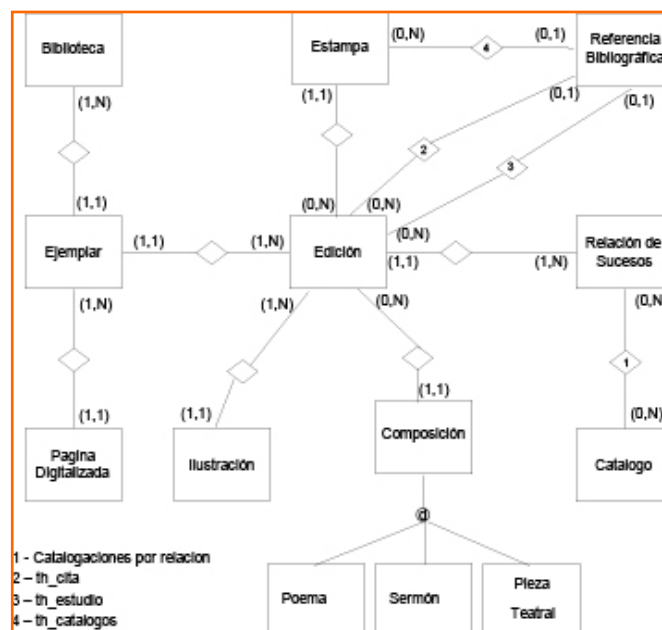 Biblioteca
Estampa
(0,N)
4
(0,1)
Referencia
Bibliográfica
(1,N)
(1,1)
(0,1)
(0,1)
2
3
(1,1)
(0,N)
(0,N)
(0,N)
Ejemplar
(1,1)
(1,N)
Edición
(1,1)
(1,N)
Relación de
Sucesos
(1,N)
(1,N)
(0,N)
(0,N
1
(1,1)
(1,1)
(1,1)
(0,N)
Pagina
Digitalizada
Ilustración
Composición
Catalogo
d
1 - Catalogaciones por relacion
2 – th_cita
3 – th_estudio
4 – th_catalogos
Poema
Sermón
Pieza
Teatral